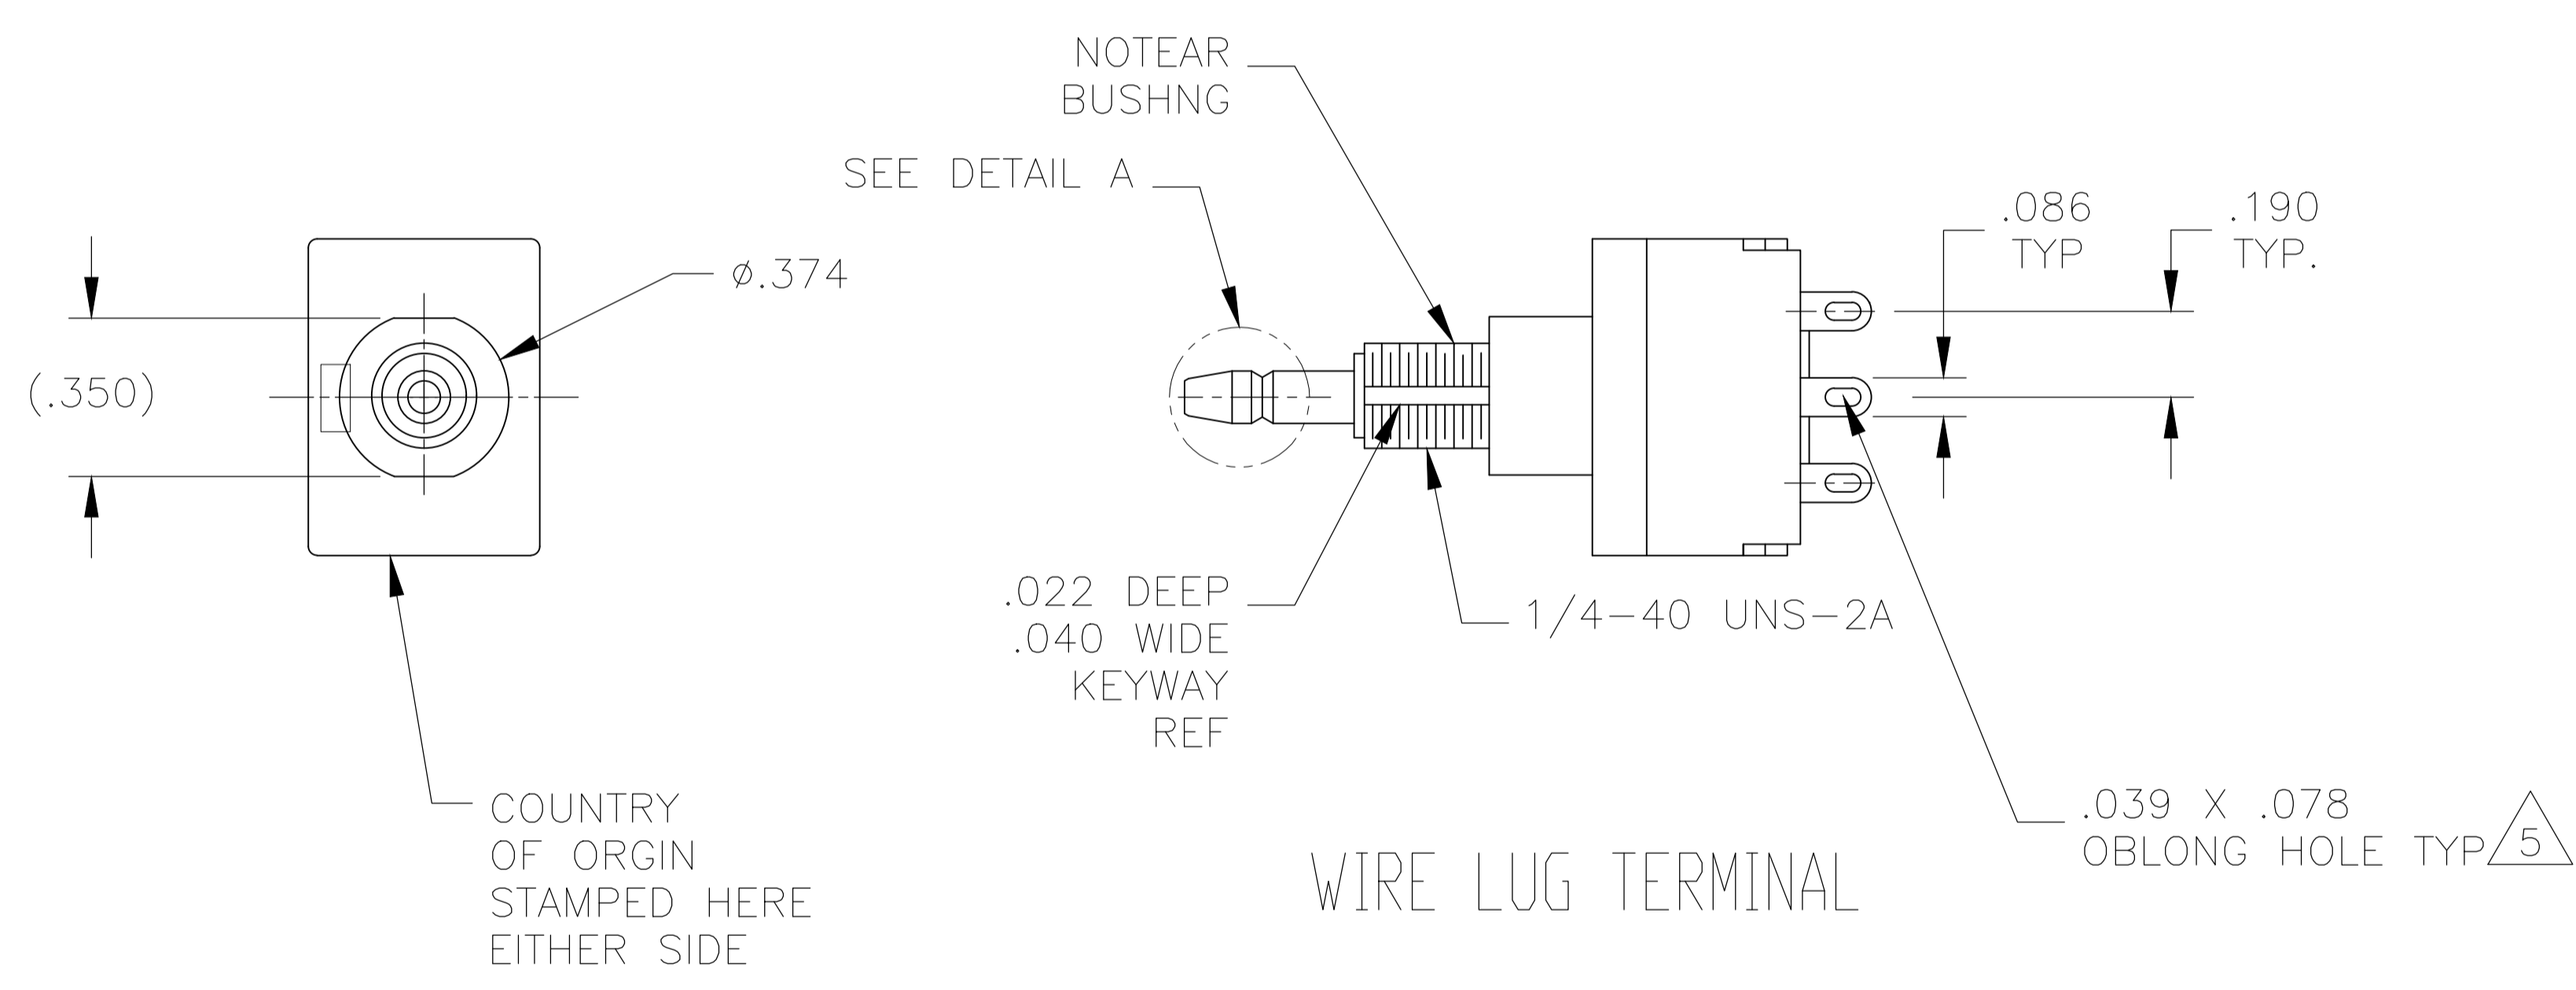 NOTEAR
BUSHNG
SEE DETAIL A
.086
TYP
.190
TYP.
ø.374
(.350)
.022 DEEP
.040 WIDE
KEYWAY
REF
1/4-40 UNS-2A
COUNTRY
OF ORGIN
STAMPED HERE
EITHER SIDE
.039 X .078
OBLONG HOLE TYP 5
WIRE LUG TERMINAL